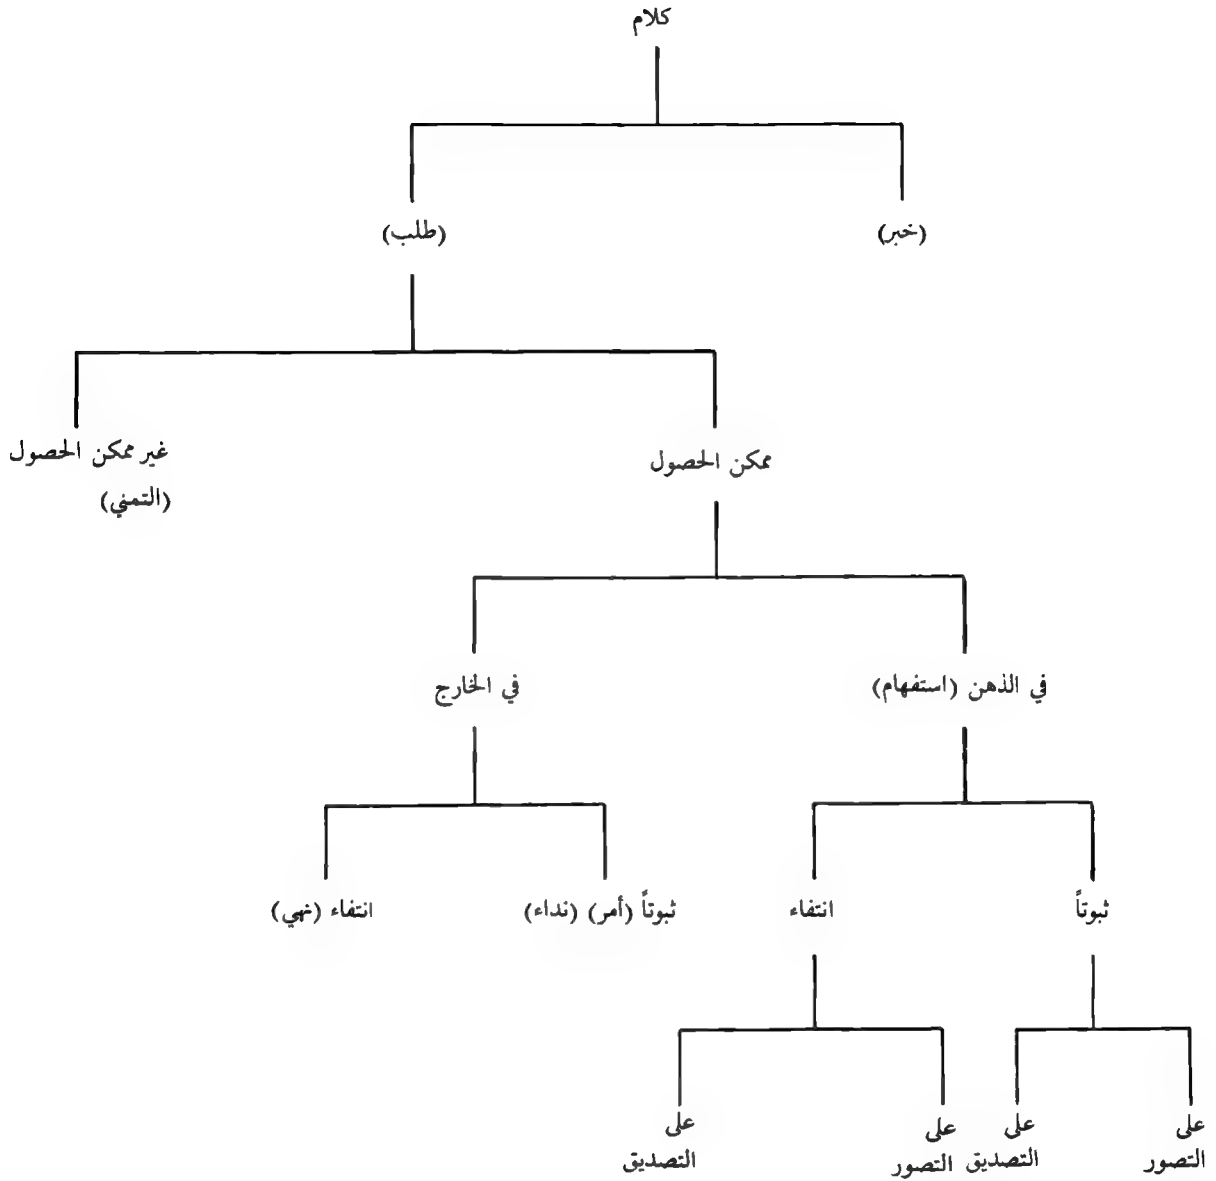 كلام
(خبر)
(طلب)
ممكن الحصول
غير ممكن الحصول
(التمني)
في الذهن (استفهام)
في الخارج
ثبوتاً
انتفاء
ثبوتاً (أمر) (نداء)
انتفاء (نهي)
على
التصور
على
التصديق
على
التصور
على
التصديق